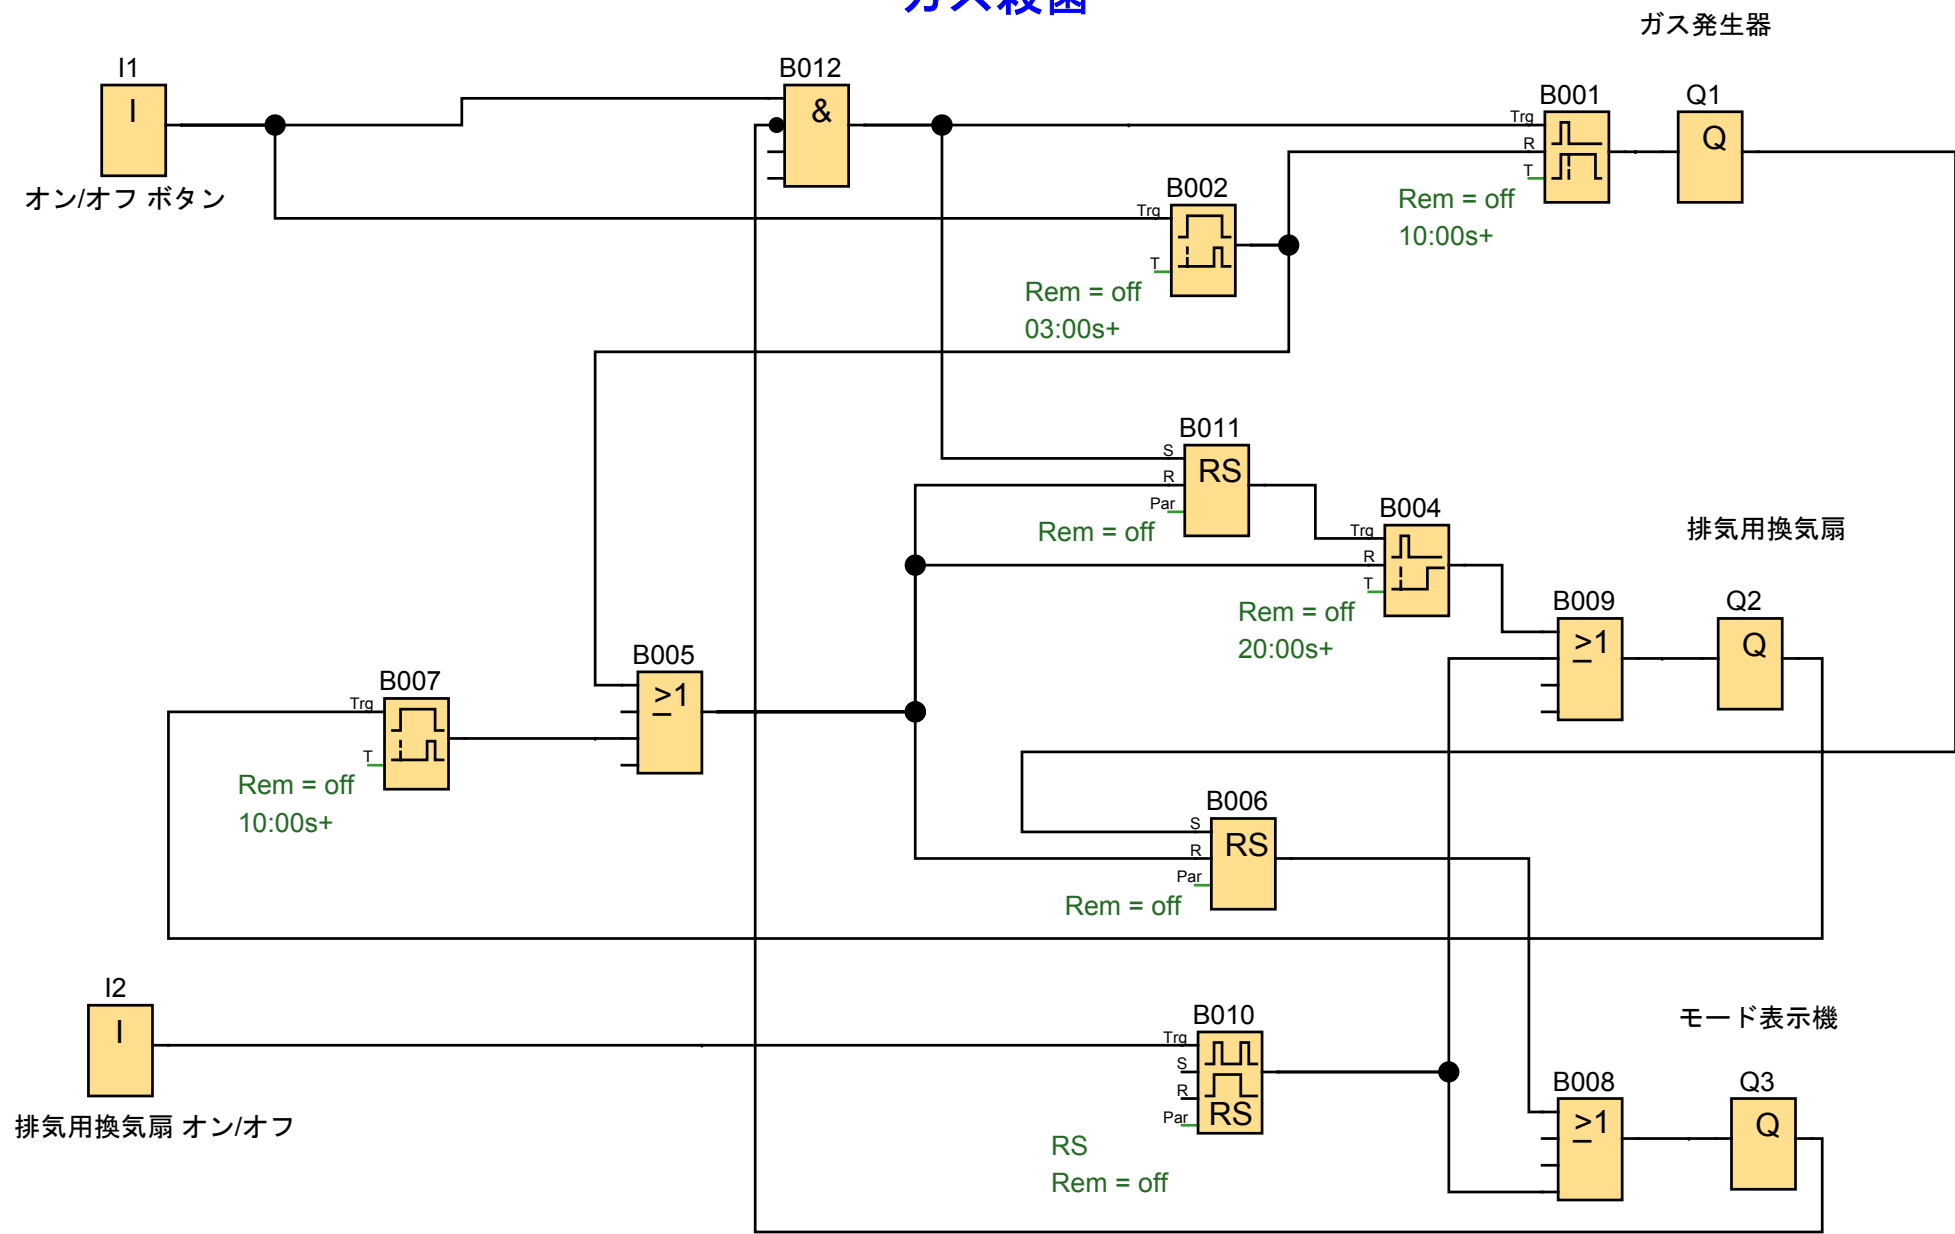 ガス殺菌
ガス発生器
I1
I
オン/オフ ボタン
B012
&
B001
Trg
R
T
Rem = off
10:00s+
Q1
Q
B002
Trg
T
Rem = off
03:00s+
B011
S
R
Par
RS
Rem = off
B004
Trg
R
T
Rem = off
20:00s+
排気用換気扇
B009
≥1
Q2
Q
B005
≥1
B007
Trg
T
Rem = off
10:00s+
B006
S
R
Par
RS
Rem = off
I2
I
排気用換気扇 オン/オフ
B010
Trg
S
R
Par
RS
RS
Rem = off
モード表示機
B008
≥1
Q3
Q